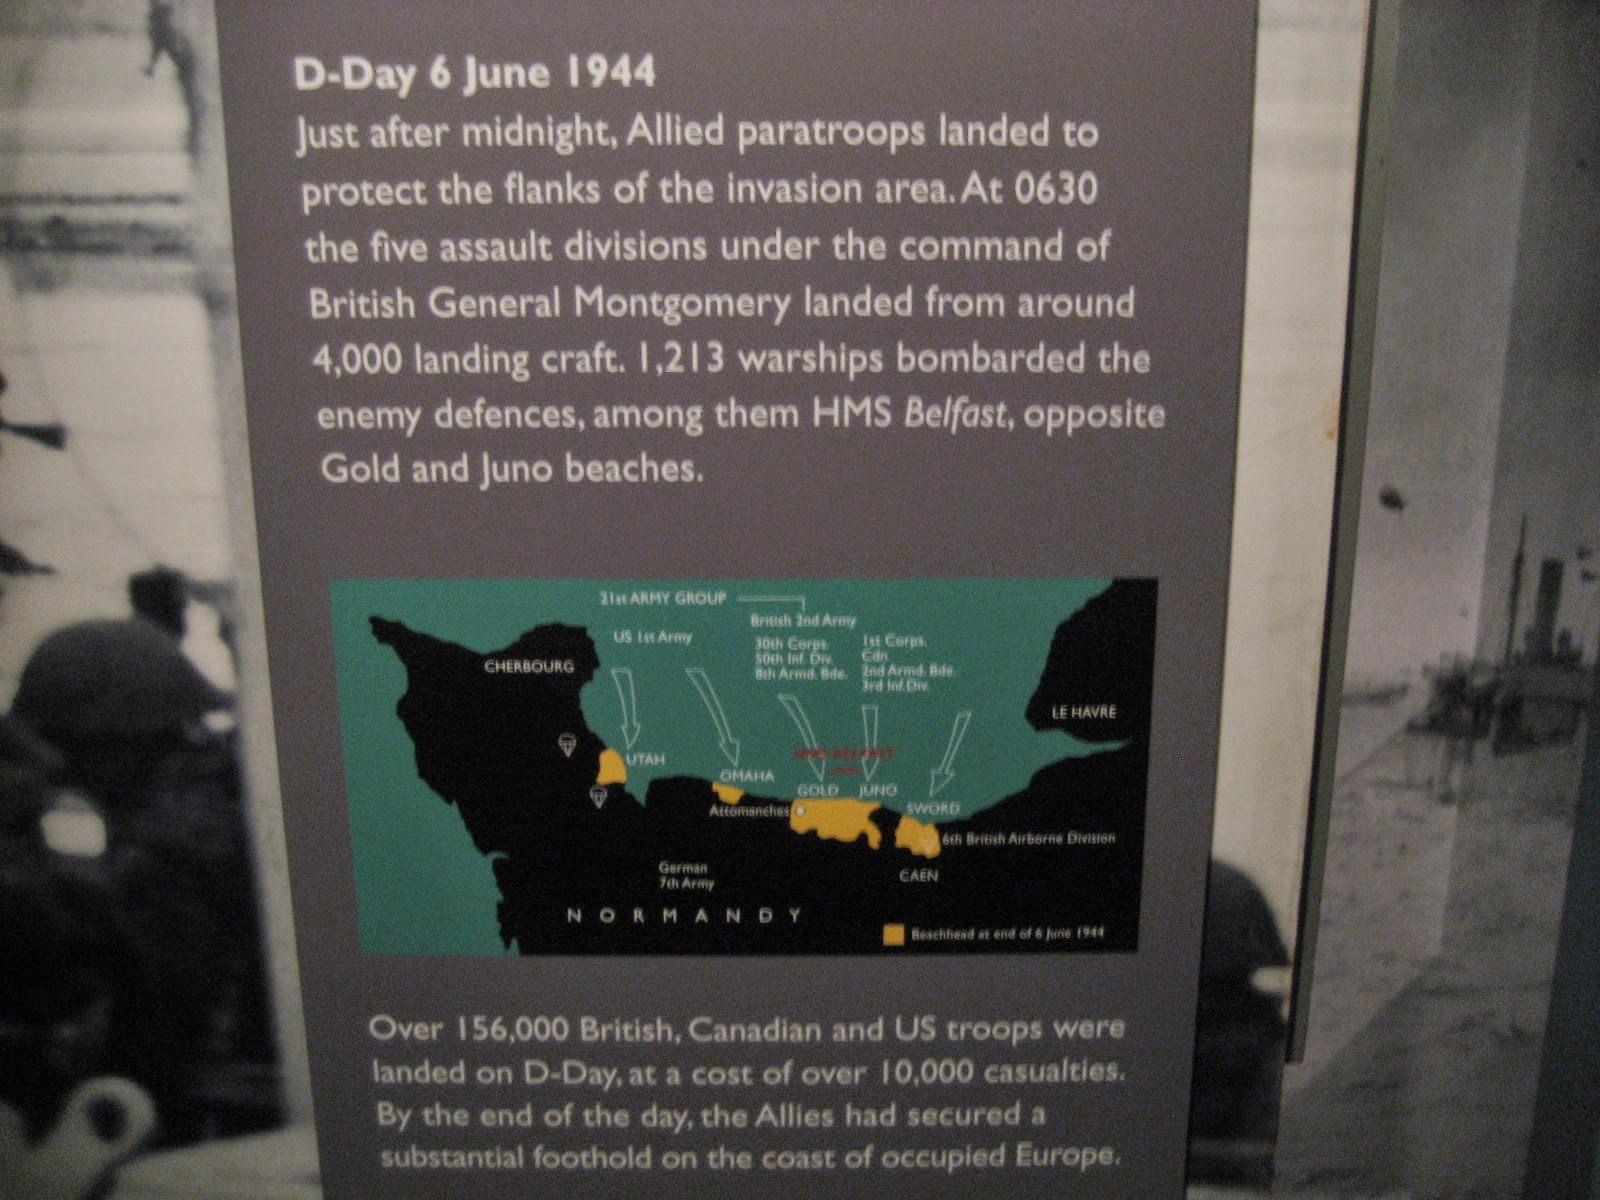 D-Day 6 June 1944
Just after midnight, Allied paratroops landed to
protect the flanks of the invasion area. At 0630
the five assault divisions under the command of
British General Montgomery landed from around
4,000 landing craft. 1,213 warships bombarded the
enemy defences, among them HMS Belfast, opposite
Gold and Juno beaches.
21st ARMY GROUP
British 2nd Army
US 1st Army
30th Corps.
50th Inf. Div.
8th Armd. Bde.
1st Corps.
Cdn
2nd Armd. Bde.
3rd Inf.Div.
CHERBOURG
LE HAVRE
UTAH
HMS BELFAST
OMAHA
GOLD
JUNO
SWORD
Arromanches
6th British Airborne Division
CAEN
German
7th Army
NORMANDY
Beachhead at end of 6 June 1944
Over 156,000 British, Canadian and US troops were
landed on D-Day, at a cost of over 10,000 casualties.
By the end of the day, the Allies had secured a
substantial foothold on the coast of occupied Europe.